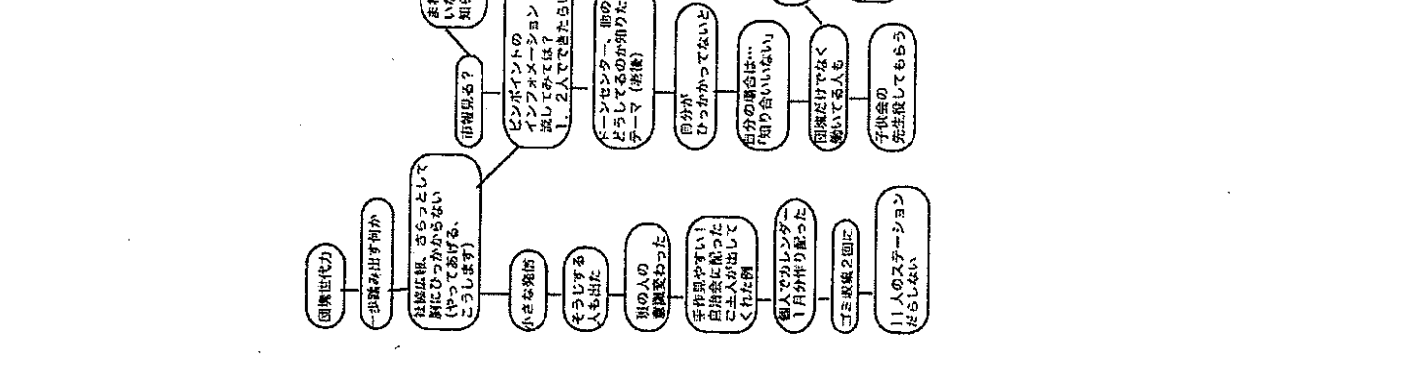 団塊世代力
一歩踏み出す何か
社協広報、さらっとして
脳にひっかからない
(やってあげる、
こうします)
小さな発信
そうじする
人も出た
班の人の
意識変わった
手作見やすい!
自治会に配った
ご主人が出して
くれた例
個人でカレンダー
1月分作り配った
ゴミ収集2回に
11人のステーション
だらしない
市報見る?
ピンポイントの
インフォメーション
流してみては?
1、2人でできたらい
ドーンセンター、他の
どうしてるのか知りた
テーマ(老後)
自分が
ひっかかってないと
自分の場合は…
「知り合いいない」
団塊だけでなく
働いてる人も
子供会の
先生役してもらう
まわ
いな
知ら